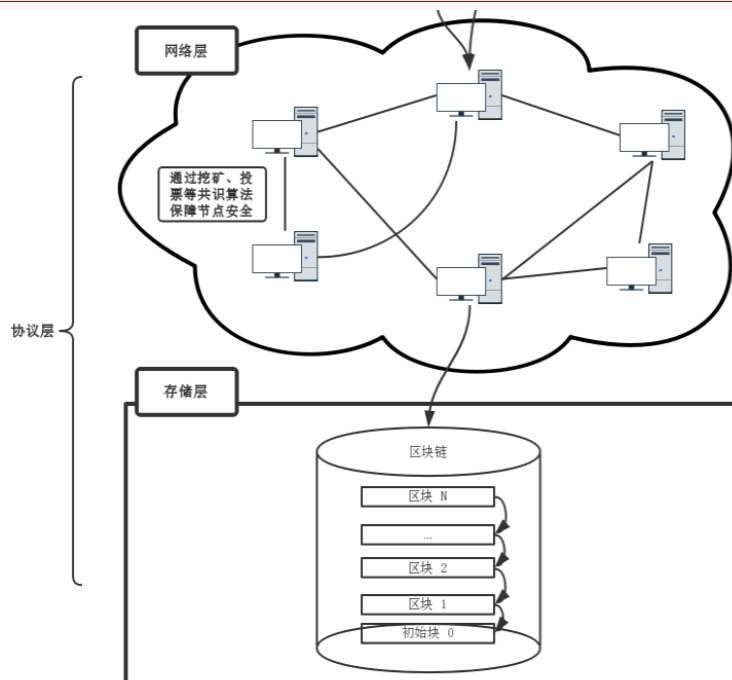 网络层
通过挖矿、投
票等共识算法
保障节点安全
协议层
存储层
区块链
区块 N
...
区块 2
区块 1
初始块 0